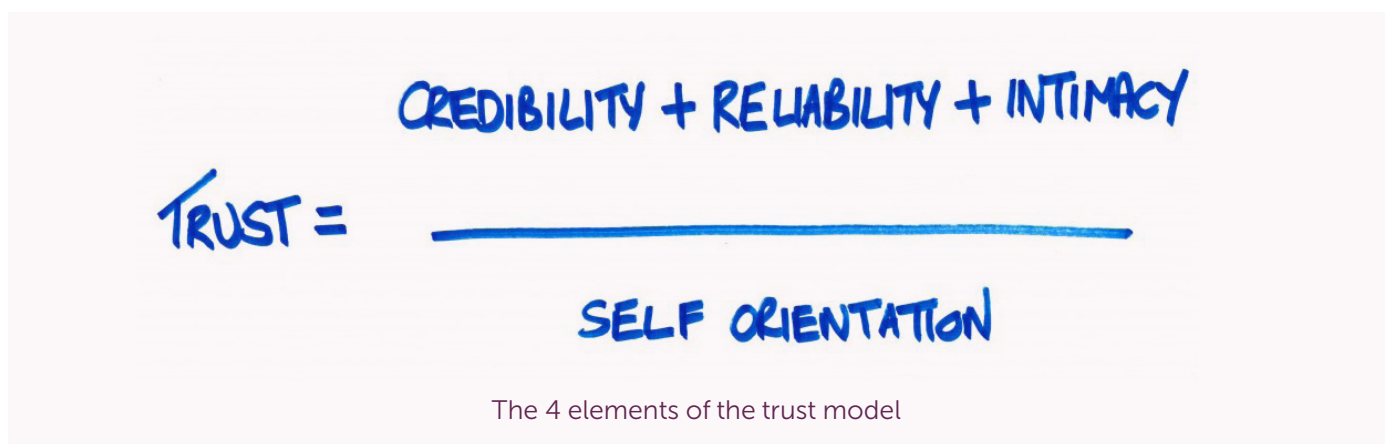 CREDIBILITY + RELIABILITY + INTIMACY
TRUST =
SELF ORIENTATION
The 4 elements of the trust model